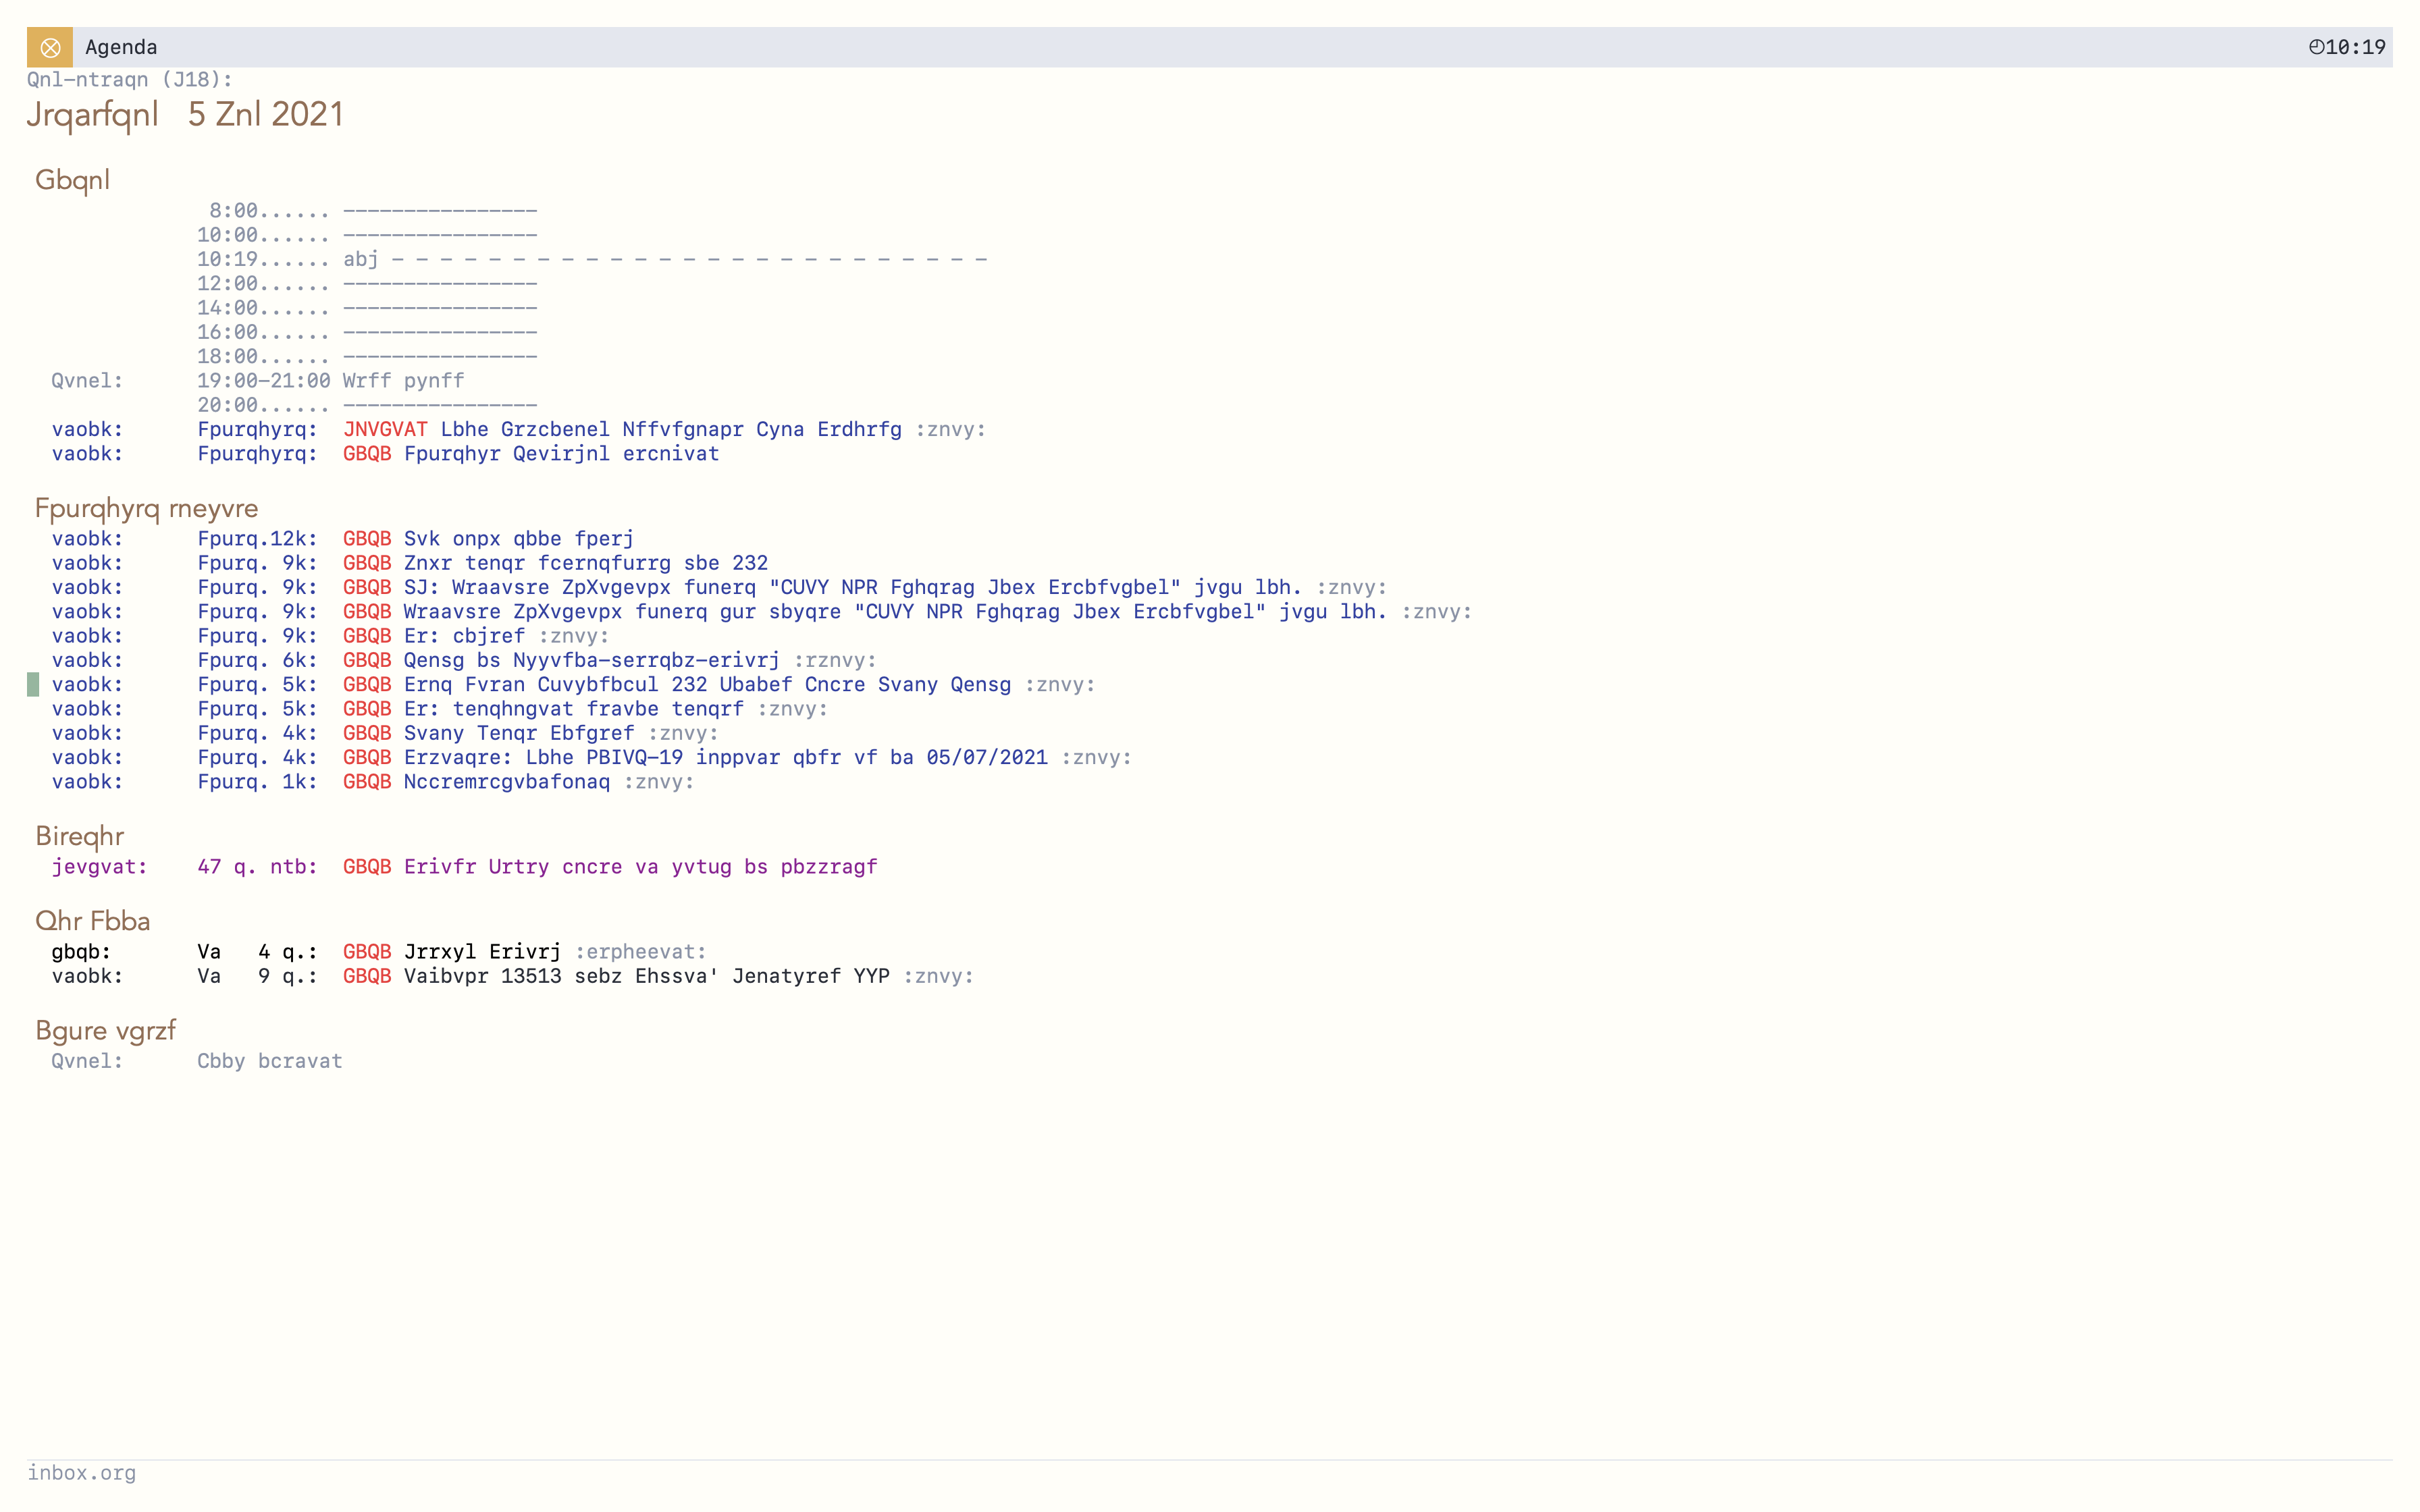 Agenda ◴10:19
Qnl-ntraqn (J18):
Jrqarfqnl   5 Znl 2021
Gbqnl
8:00...... ----------------
10:00...... ----------------
10:19...... abj - - - - - - - - - - - - - - - - - - - - - - - - -
12:00...... ----------------
14:00...... ----------------
16:00...... ----------------
18:00...... ----------------
Qvnel: 19:00-21:00 Wrff pynff
20:00...... ----------------
vaobk: Fpurqhyrq: JNVGVAT Lbhe Grzcbenel Nffvfgnapr Cyna Erdhrfg :znvy:
vaobk: Fpurqhyrq: GBQB Fpurqhyr Qevirjnl ercnivat
Fpurqhyrq rneyvre
vaobk: Fpurq.12k: GBQB Svk onpx qbbe fperj
vaobk: Fpurq. 9k: GBQB Znxr tenqr fcernqfurrg sbe 232
vaobk: Fpurq. 9k: GBQB SJ: Wraavsre ZpXvgevpx funerq "CUVY NPR Fghqrag Jbex Ercbfvgbel" jvgu lbh. :znvy:
vaobk: Fpurq. 9k: GBQB Wraavsre ZpXvgevpx funerq gur sbyqre "CUVY NPR Fghqrag Jbex Ercbfvgbel" jvgu lbh. :znvy:
vaobk: Fpurq. 9k: GBQB Er: cbjref :znvy:
vaobk: Fpurq. 6k: GBQB Qensg bs Nyyvfba-serrqbz-erivrj :rznvy:
vaobk: Fpurq. 5k: GBQB Ernq Fvran Cuvybfbcul 232 Ubabef Cncre Svany Qensg :znvy:
vaobk: Fpurq. 5k: GBQB Er: tenqhngvat fravbe tenqrf :znvy:
vaobk: Fpurq. 4k: GBQB Svany Tenqr Ebfgref :znvy:
vaobk: Fpurq. 4k: GBQB Erzvaqre: Lbhe PBIVQ-19 inppvar qbfr vf ba 05/07/2021 :znvy:
vaobk: Fpurq. 1k: GBQB Nccremrcgvbafonaq :znvy:
Bireqhr
jevgvat: 47 q. ntb: GBQB Erivfr Urtry cncre va yvtug bs pbzzragf
Qhr Fbba
gbqb: Va   4 q.: GBQB Jrrxyl Erivrj :erpheevat:
vaobk: Va   9 q.: GBQB Vaibvpr 13513 sebz Ehssva' Jenatyref YYP :znvy:
Bgure vgrzf
Qvnel: Cbby bcravat
inbox.org